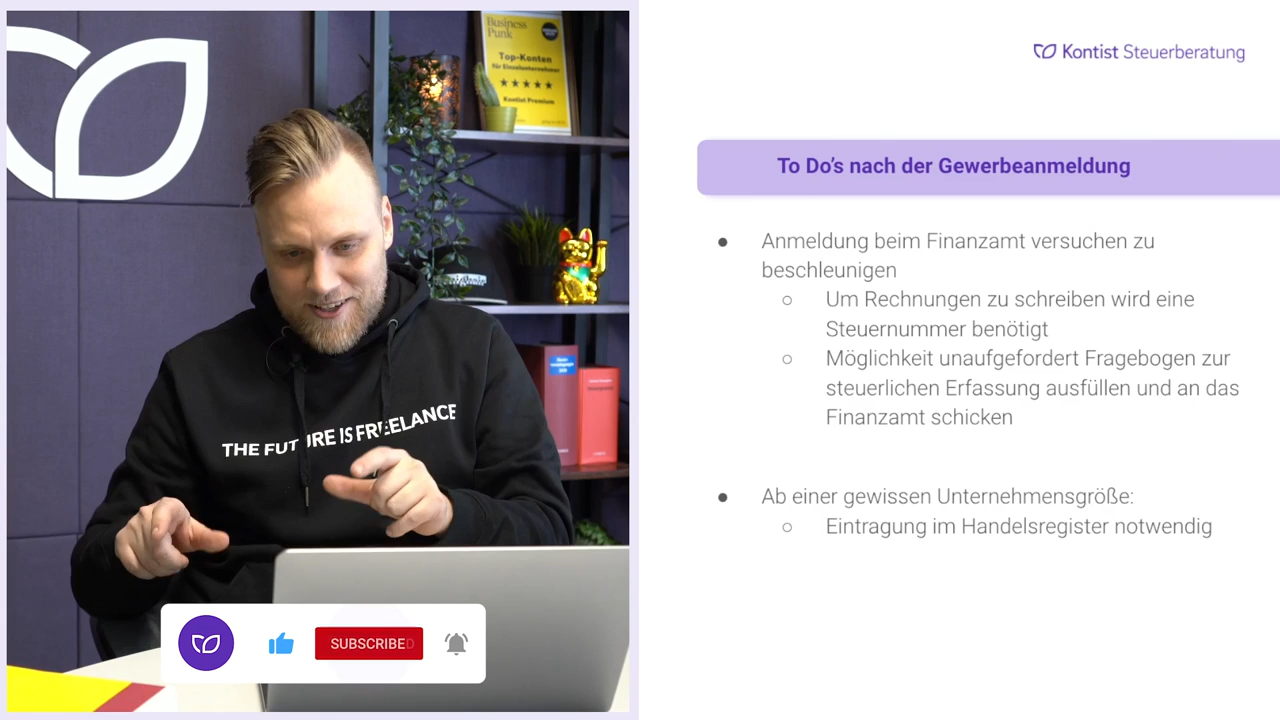 Business
Punk
Top-Konten
für Einzelunternehmer
Kontist Premium
THE FUTURE IS FREELANCE
SUBSCRIBED
Kontist Steuerberatung
To Do’s nach der Gewerbeanmeldung
● Anmeldung beim Finanzamt versuchen zu
beschleunigen
○ Um Rechnungen zu schreiben wird eine
Steuernummer benötigt
○ Möglichkeit unaufgefordert Fragebogen zur
steuerlichen Erfassung ausfüllen und an das
Finanzamt schicken
● Ab einer gewissen Unternehmensgröße:
○ Eintragung im Handelsregister notwendig